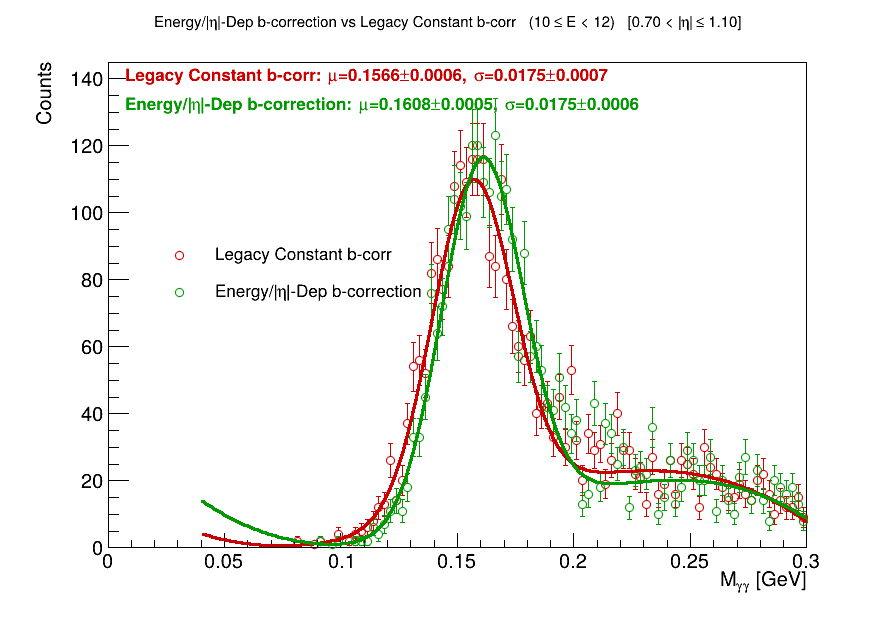 Energy/|η|-Dep b-correction vs Legacy Constant b-corr (10 ≤ E < 12) [0.70 < |η| ≤ 1.10]
Counts
Legacy Constant b-corr: μ=0.1566±0.0006, σ=0.0175±0.0007
Energy/|η|-Dep b-correction: μ=0.1608±0.0005, σ=0.0175±0.0006
140
120
100
80
60
40
20
0
Legacy Constant b-corr
Energy/|η|-Dep b-correction
0 0.05 0.1 0.15 0.2 0.25 0.3
Mγγ [GeV]